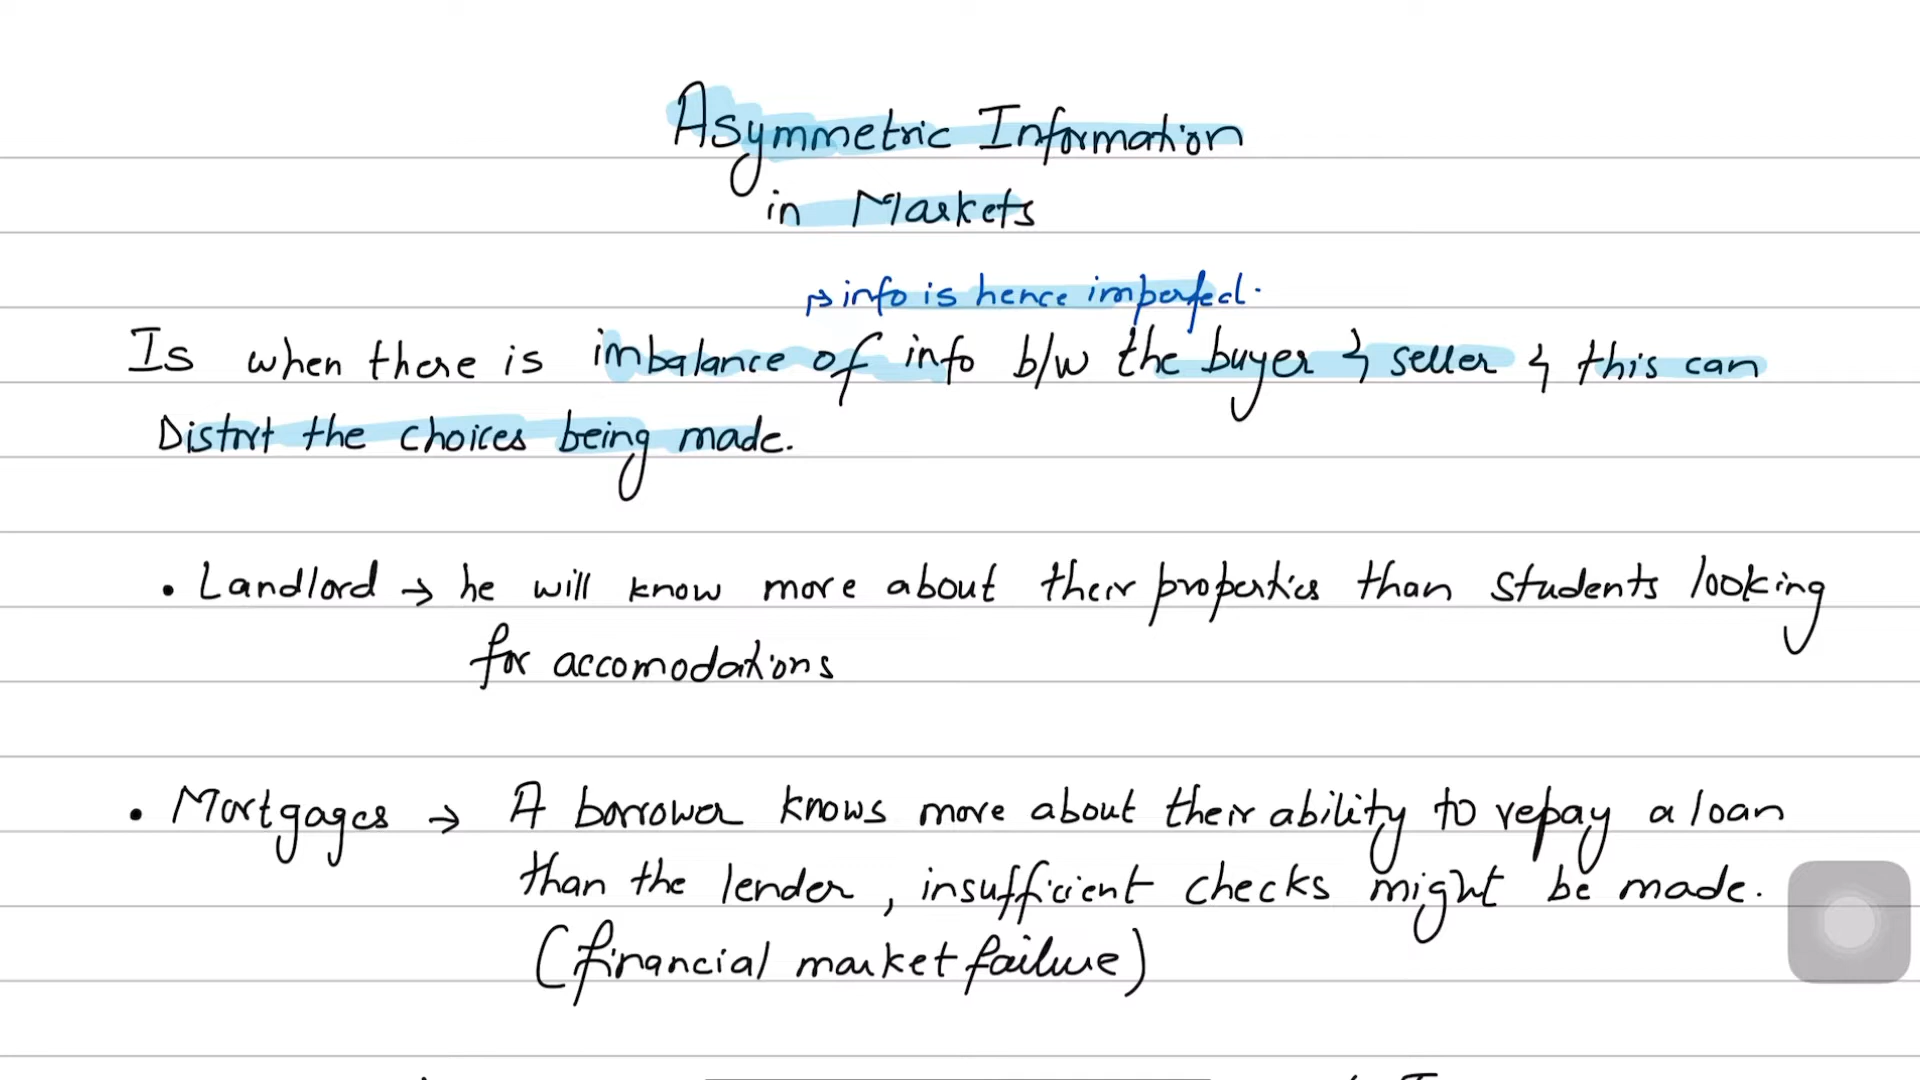 Asymmetric Information
in Markets
↳ info is hence imperfect.
Is when there is imbalance of info b/w the buyer & seller & this can
Distort the choices being made.
• Landlord → he will know more about their properties than students looking
for accomodations
• Mortgages → A borrower knows more about their ability to repay a loan
than the lender, insufficient checks might be made.
(financial market failure)